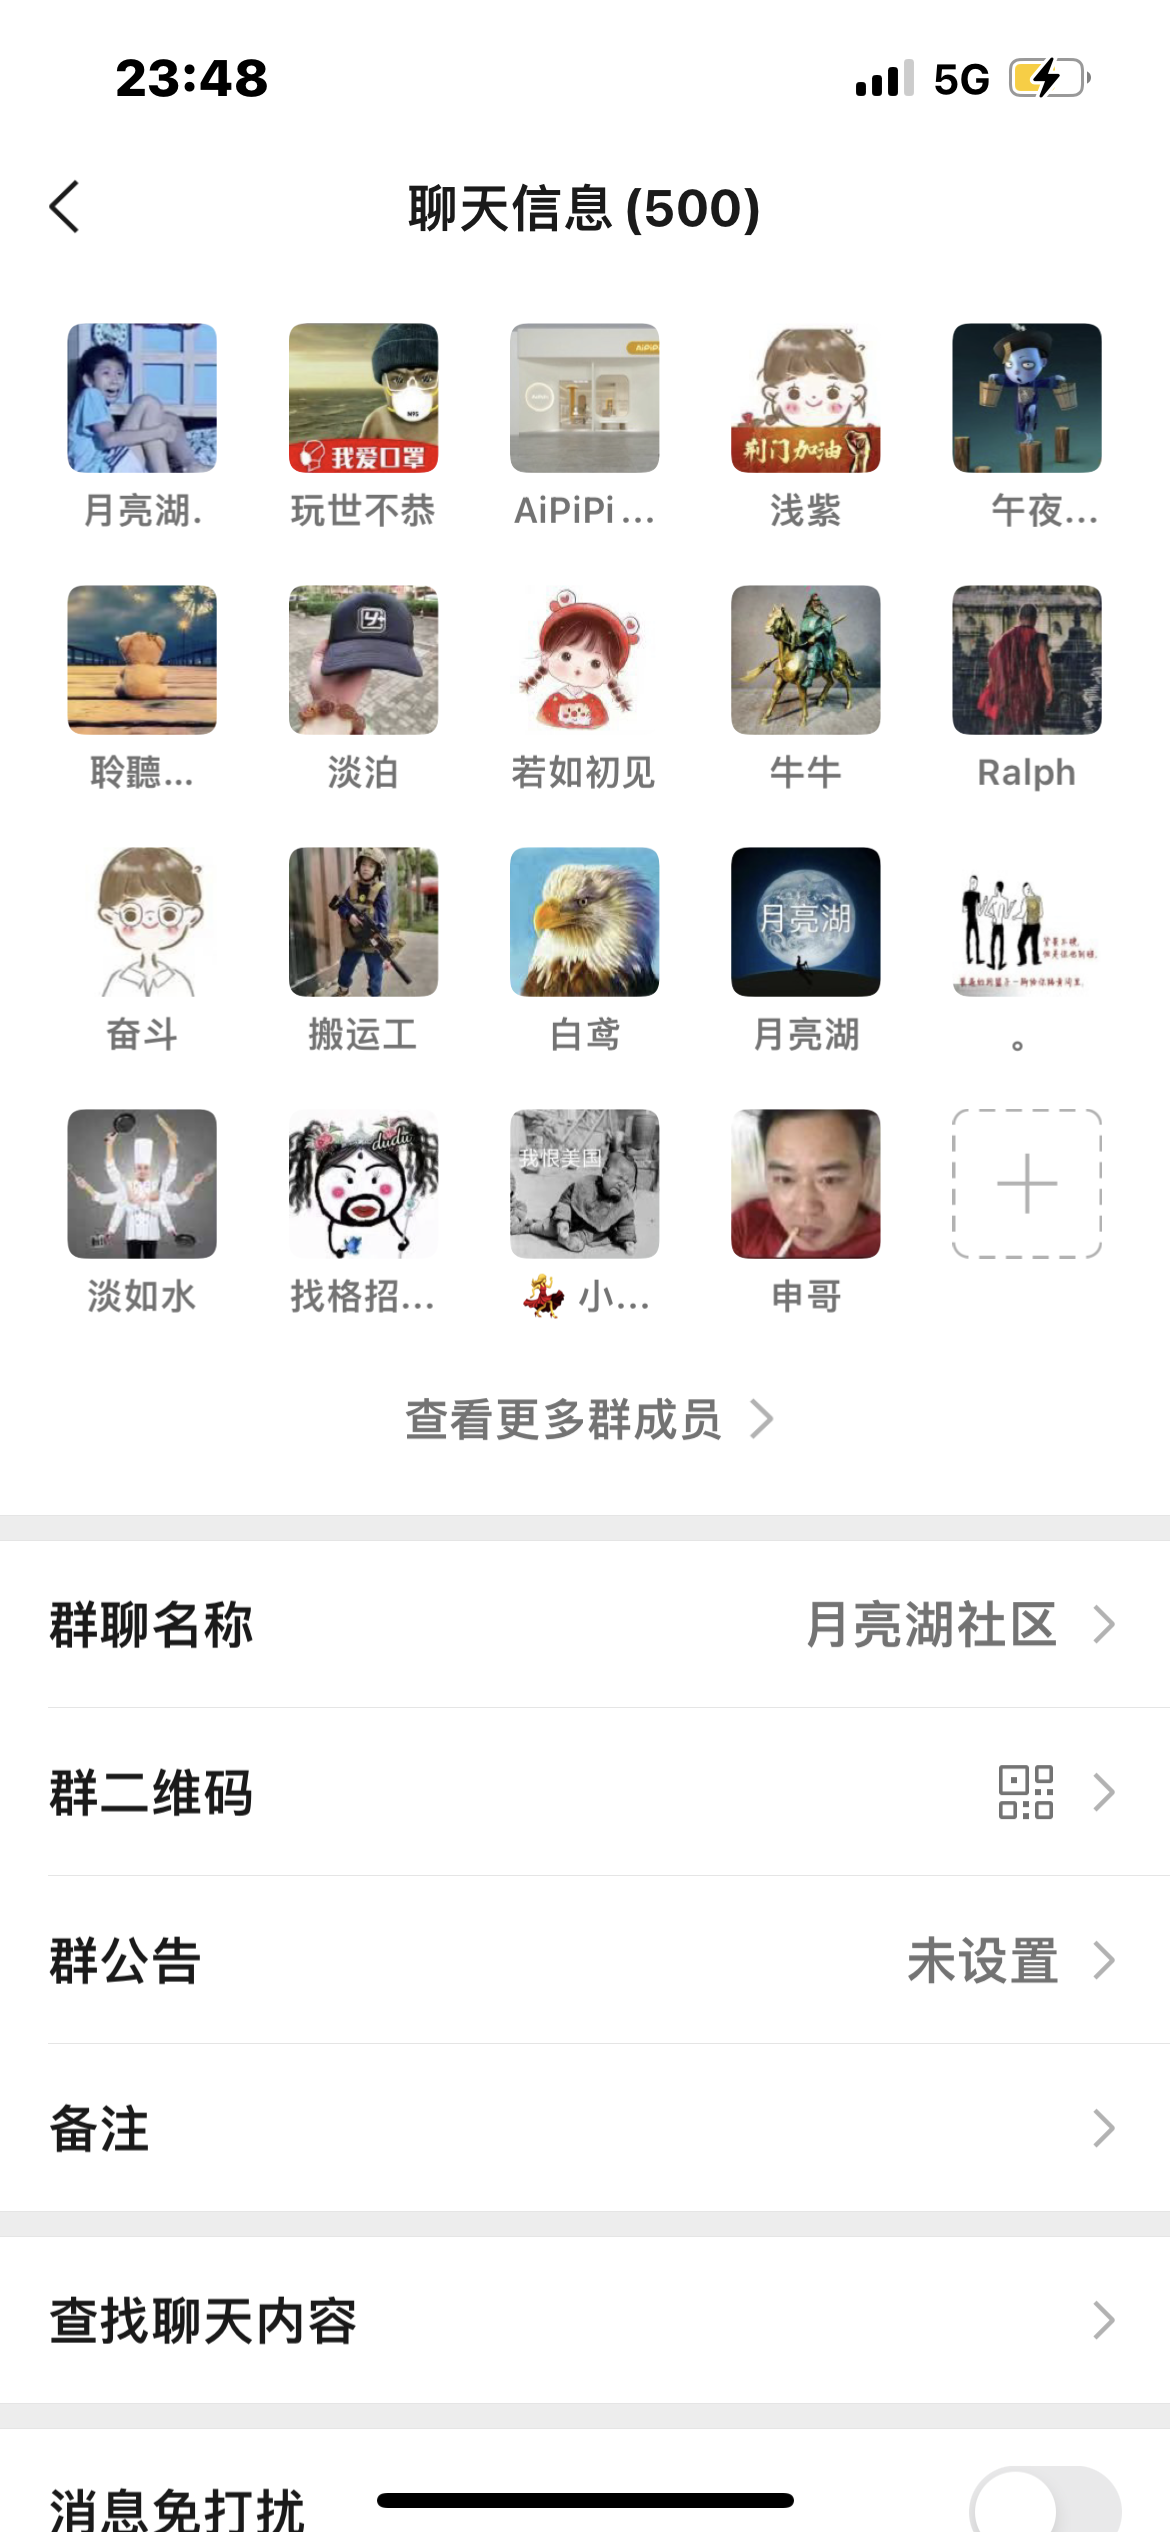 23:48
5G
聊天信息(500)
AiPiPi
我爱口罩
荆门加油
月亮湖.
玩世不恭
AiPiPi...
浅紫
午夜...
聆聽...
淡泊
若如初见
牛牛
Ralph
月亮湖
奋斗
搬运工
白鸢
月亮湖
。
dudu
我恨美国
淡如水
找格招...
💃 小...
申哥
查看更多群成员
群聊名称
月亮湖社区
群二维码
群公告
未设置
备注
查找聊天内容
消息免打扰